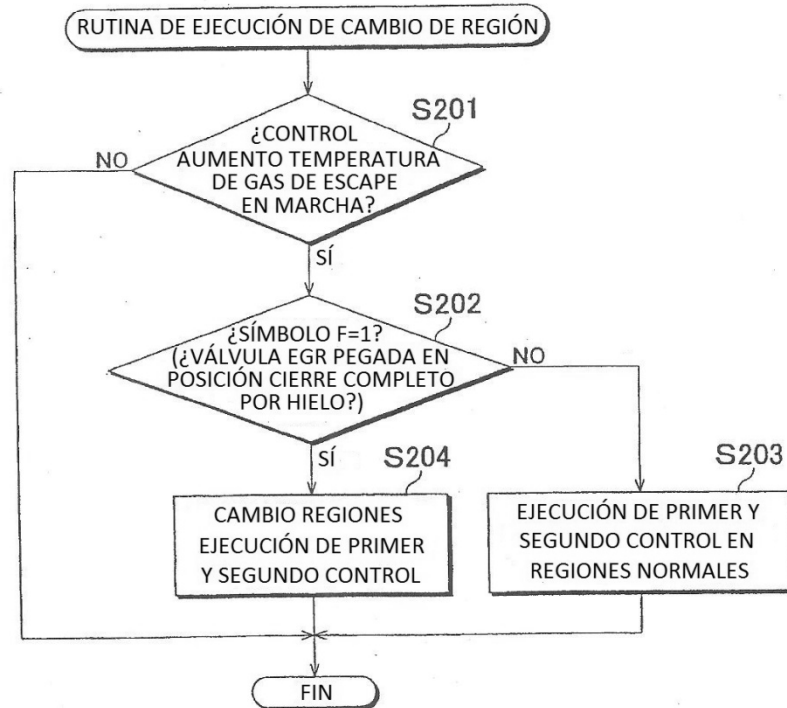 RUTINA DE EJECUCIÓN DE CAMBIO DE REGIÓN
S201
¿CONTROL
AUMENTO TEMPERATURA
DE GAS DE ESCAPE
EN MARCHA?
NO
SÍ
S202
¿SÍMBOLO F=1?
(¿VÁLVULA EGR PEGADA EN
POSICIÓN CIERRE COMPLETO
POR HIELO?)
NO
SÍ
S204
CAMBIO REGIONES
EJECUCIÓN DE PRIMER
Y SEGUNDO CONTROL
S203
EJECUCIÓN DE PRIMER Y
SEGUNDO CONTROL EN
REGIONES NORMALES
FIN